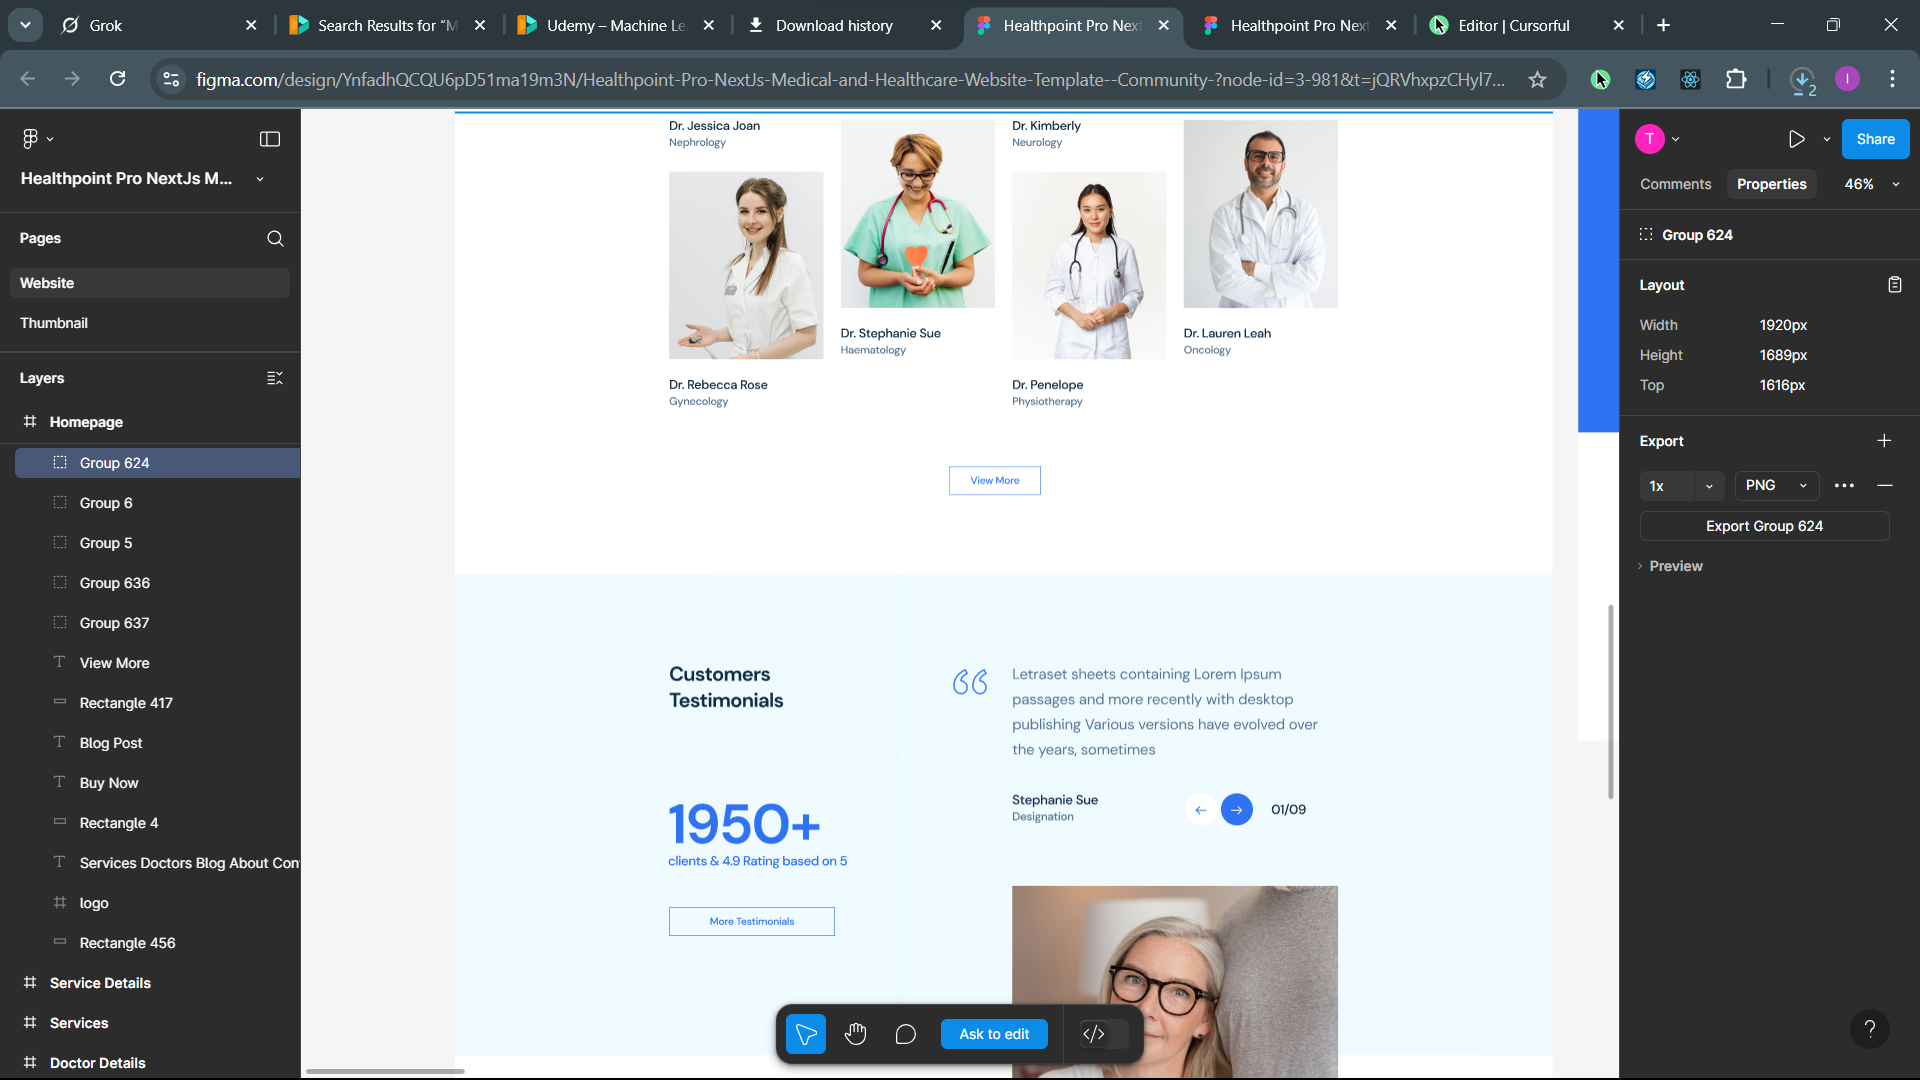 Grok
Search Results for “M
Udemy – Machine Le
Download history
Healthpoint Pro Next
Healthpoint Pro Next
Editor | Cursorful
figma.com/design/YnfadhQCQU6pD51ma19m3N/Healthpoint-Pro-NextJs-Medical-and-Healthcare-Website-Template--Community-?node-id=3-981&t=jQRVhxpzCHyl7...
2
I
Healthpoint Pro NextJs M...
Pages
Website
Thumbnail
Layers
Homepage
Group 624
Group 6
Group 5
Group 636
Group 637
View More
Rectangle 417
Blog Post
Buy Now
Rectangle 4
Services Doctors Blog About Con
logo
Rectangle 456
Service Details
Services
Doctor Details
Dr. Jessica Joan
Nephrology
Dr. Kimberly
Neurology
Dr. Stephanie Sue
Haematology
Dr. Lauren Leah
Oncology
Dr. Rebecca Rose
Gynecology
Dr. Penelope
Physiotherapy
View More
Customers
Testimonials
1950+
clients & 4.9 Rating based on 5
More Testimonials
Letraset sheets containing Lorem Ipsum
passages and more recently with desktop
publishing Various versions have evolved over
the years, sometimes
Stephanie Sue
Designation
01/09
Ask to edit
T
Share
Comments
Properties
46%
Group 624
Layout
Width 1920px
Height 1689px
Top 1616px
Export
1x
PNG
Export Group 624
Preview
?